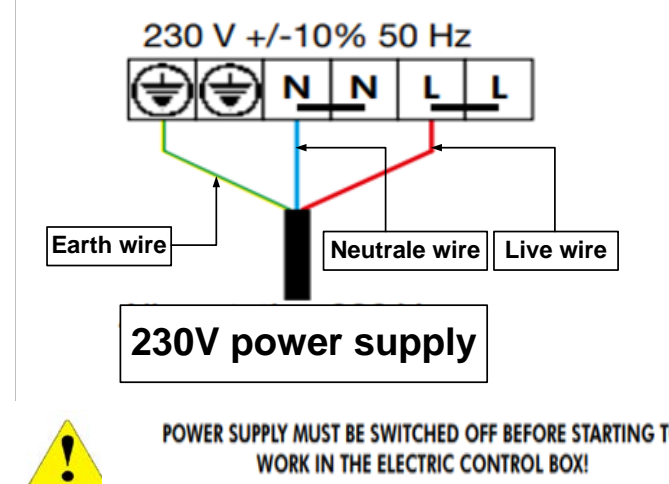 230 V +/-10% 50 Hz
N N L L
Earth wire
Neutrale wire
Live wire
230V power supply
POWER SUPPLY MUST BE SWITCHED OFF BEFORE STARTING T
WORK IN THE ELECTRIC CONTROL BOX!